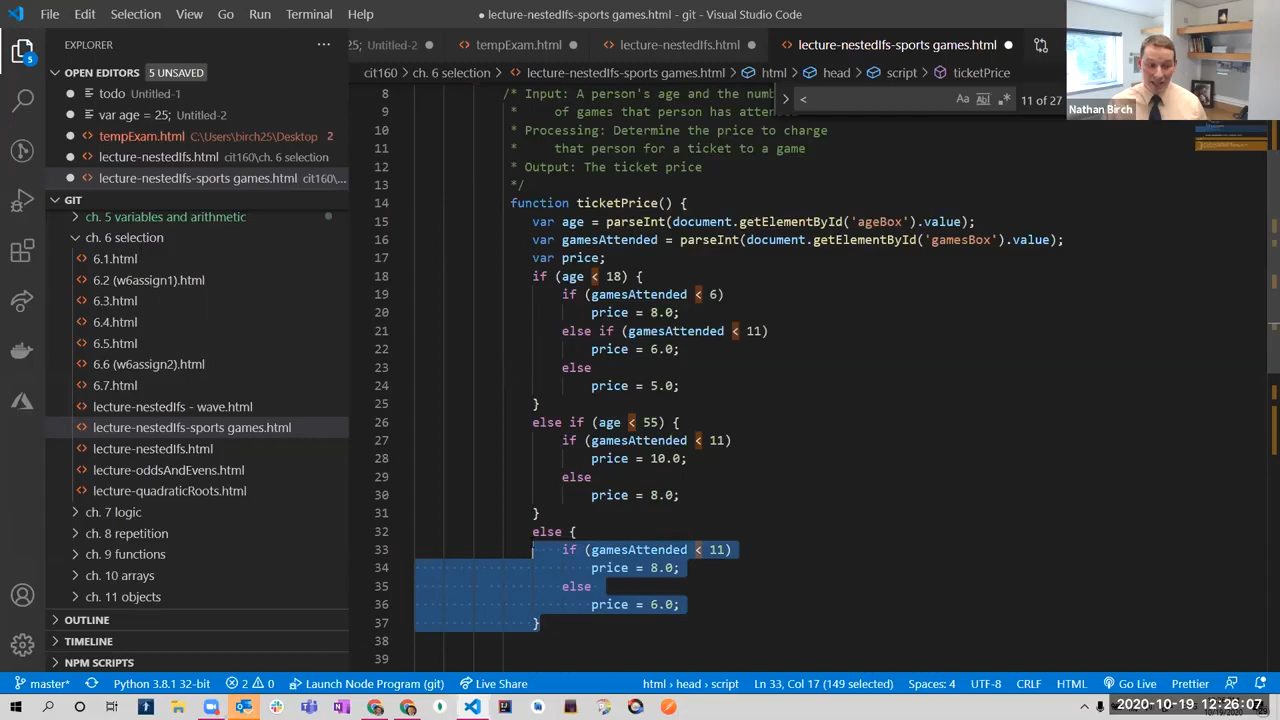 File Edit Selection View Go Run Terminal Help
● lecture-nestedIfs-sports games.html - git - Visual Studio Code
Nathan Birch
EXPLORER
25; Untitled-2
tempExam.html
lecture-nestedIfs.html
lecture-nestedIfs-sports games.html
cit160 > ch. 6 selection > lecture-nestedIfs-sports games.html > html > head > script > ticketPrice
<
Aa
Abl
11 of 27
OPEN EDITORS 5 UNSAVED
todo Untitled-1
var age = 25; Untitled-2
tempExam.html C:\Users\birch25\Desktop 2
lecture-nestedIfs.html cit160\ch. 6 selection
lecture-nestedIfs-sports games.html cit160\...
GIT
ch. 5 variables and arithmetic
ch. 6 selection
6.1.html
6.2 (w6assign1).html
6.3.html
6.4.html
6.5.html
6.6 (w6assign2).html
6.7.html
lecture-nestedIfs - wave.html
lecture-nestedIfs-sports games.html
lecture-nestedIfs.html
lecture-oddsAndEvens.html
lecture-quadraticRoots.html
ch. 7 logic
ch. 8 repetition
ch. 9 functions
ch. 10 arrays
ch. 11 objects
OUTLINE
TIMELINE
NPM SCRIPTS
8 /* Input: A person's age and the numb
9 * of games that person has atten
10 * Processing: Determine the price to charge
11 * that person for a ticket to a game
12 Output: The ticket price
13 */
14 function ticketPrice() {
15 var age = parseInt(document.getElementById('ageBox').value);
16 var gamesAttended = parseInt(document.getElementById('gamesBox').value);
17 var price;
18 if (age < 18) {
19 if (gamesAttended < 6)
20 price = 8.0;
21 else if (gamesAttended < 11)
22 price = 6.0;
23 else
24 price = 5.0;
25 }
26 else if (age < 55) {
27 if (gamesAttended < 11)
28 price = 10.0;
29 else
30 price = 8.0;
31 }
32 else {
33 if (gamesAttended < 11)
34 price = 8.0;
35 else
36 price = 6.0;
37 }
38
39
master* Python 3.8.1 32-bit 2 0 Launch Node Program (git) Live Share Ln 33, Col 17 (149 selected) Spaces: 4 UTF-8 CRLF HTML Go Live Prettier
html > head > script
2020-10-19 12:26:07